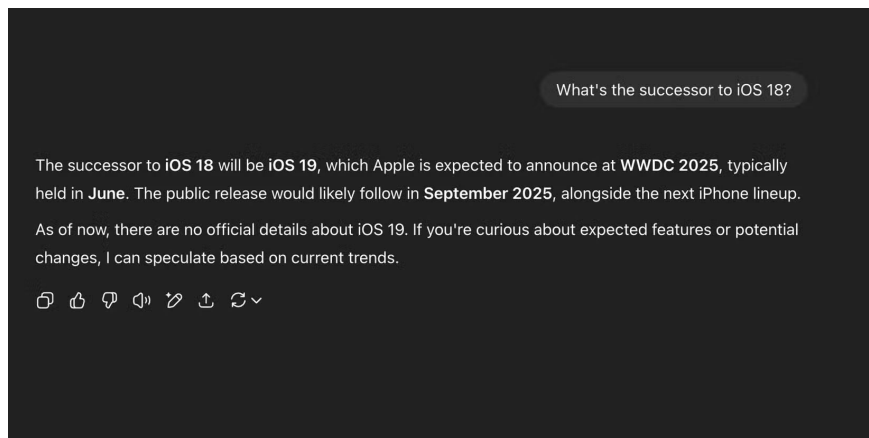 What's the successor to iOS 18?
The successor to iOS 18 will be iOS 19, which Apple is expected to announce at WWDC 2025, typically
held in June. The public release would likely follow in September 2025, alongside the next iPhone lineup.
As of now, there are no official details about iOS 19. If you're curious about expected features or potential
changes, I can speculate based on current trends.